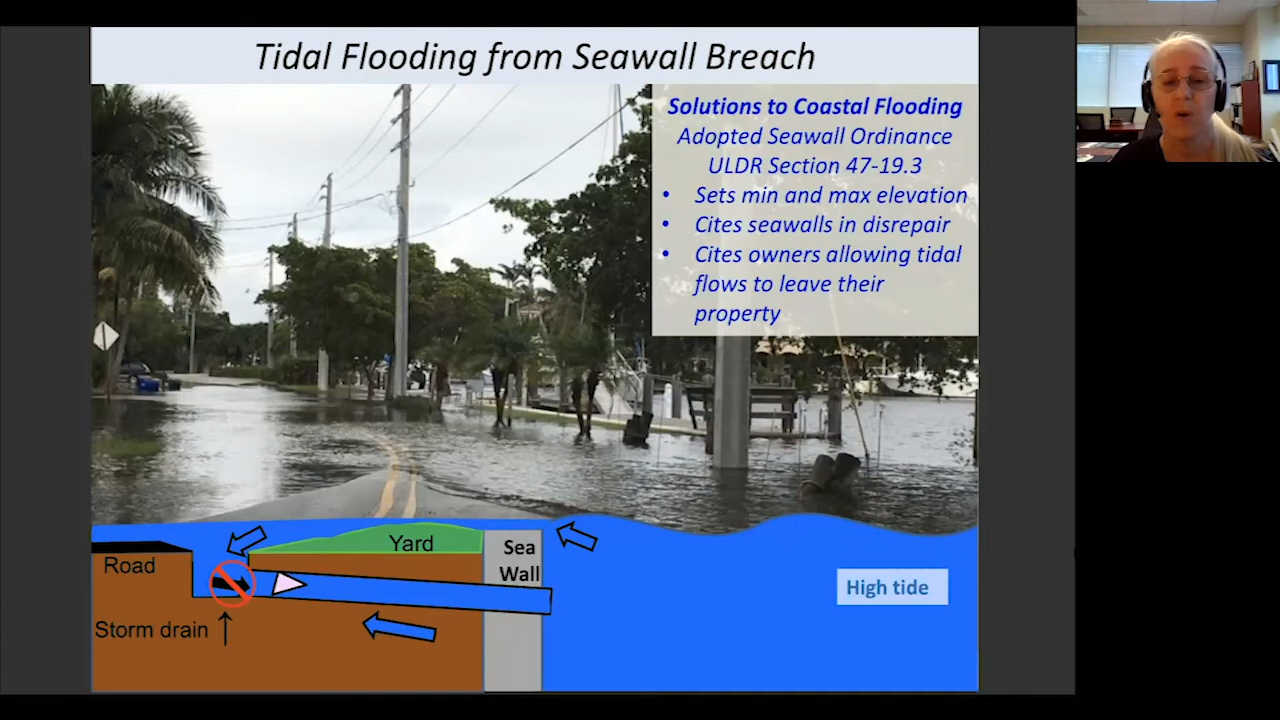 Tidal Flooding from Seawall Breach
Solutions to Coastal Flooding
Adopted Seawall Ordinance
ULDR Section 47-19.3
• Sets min and max elevation
• Cites seawalls in disrepair
• Cites owners allowing tidal
flows to leave their
property
Road
Yard
Sea
Wall
High tide
Storm drain